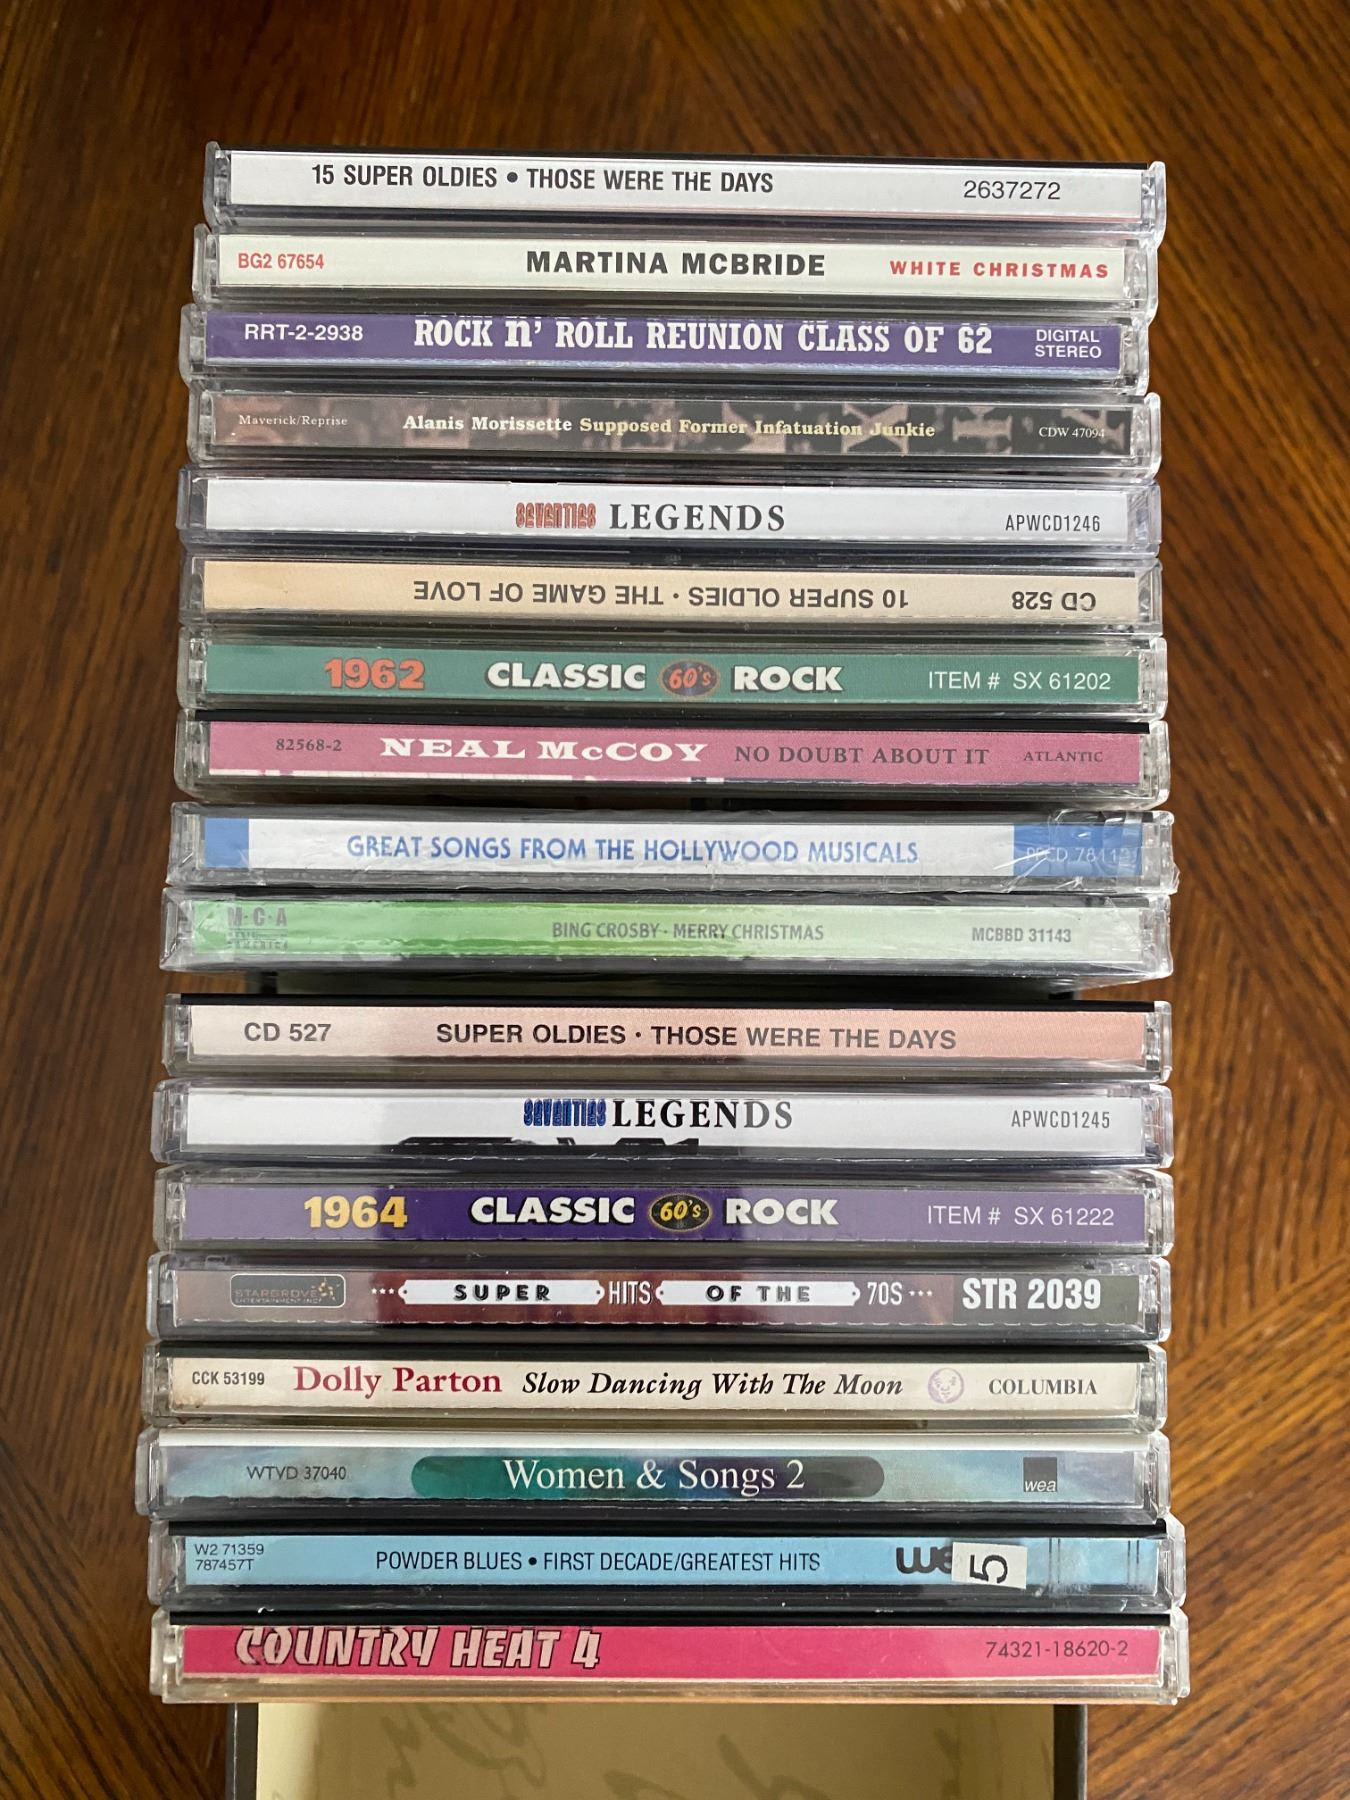 15 SUPER OLDIES • THOSE WERE THE DAYS 2637272
BG2 67654 MARTINA MCBRIDE WHITE CHRISTMAS
RRT-2-2938 ROCK n' ROLL REUNION CLASS OF 62 DIGITAL
STEREO
Maverick/Reprise Alanis Morissette Supposed Former Infatuation Junkie CDW 47094
SEVENTIES LEGENDS APWCD1246
CD 528 10 SUPER OLDIES · THE GAME OF LOVE
1962 CLASSIC 60's ROCK ITEM # SX 61202
82568-2 NEAL McCOY NO DOUBT ABOUT IT ATLANTIC
GREAT SONGS FROM THE HOLLYWOOD MUSICALS
M·C·A BING CROSBY · MERRY CHRISTMAS MCBBD 31143
CD 527 SUPER OLDIES · THOSE WERE THE DAYS
SEVENTIES LEGENDS APWCD1245
1964 CLASSIC 60's ROCK ITEM # SX 61222
STARGROVE
ENTERTAINMENT INC.
SUPER HITS OF THE 70S STR 2039
CCK 53199 Dolly Parton Slow Dancing With The Moon COLUMBIA
WTVD 37040 Women & Songs 2 wea
W2 71359
787457T
POWDER BLUES • FIRST DECADE/GREATEST HITS we 5
COUNTRY HEAT 4 74321-18620-2